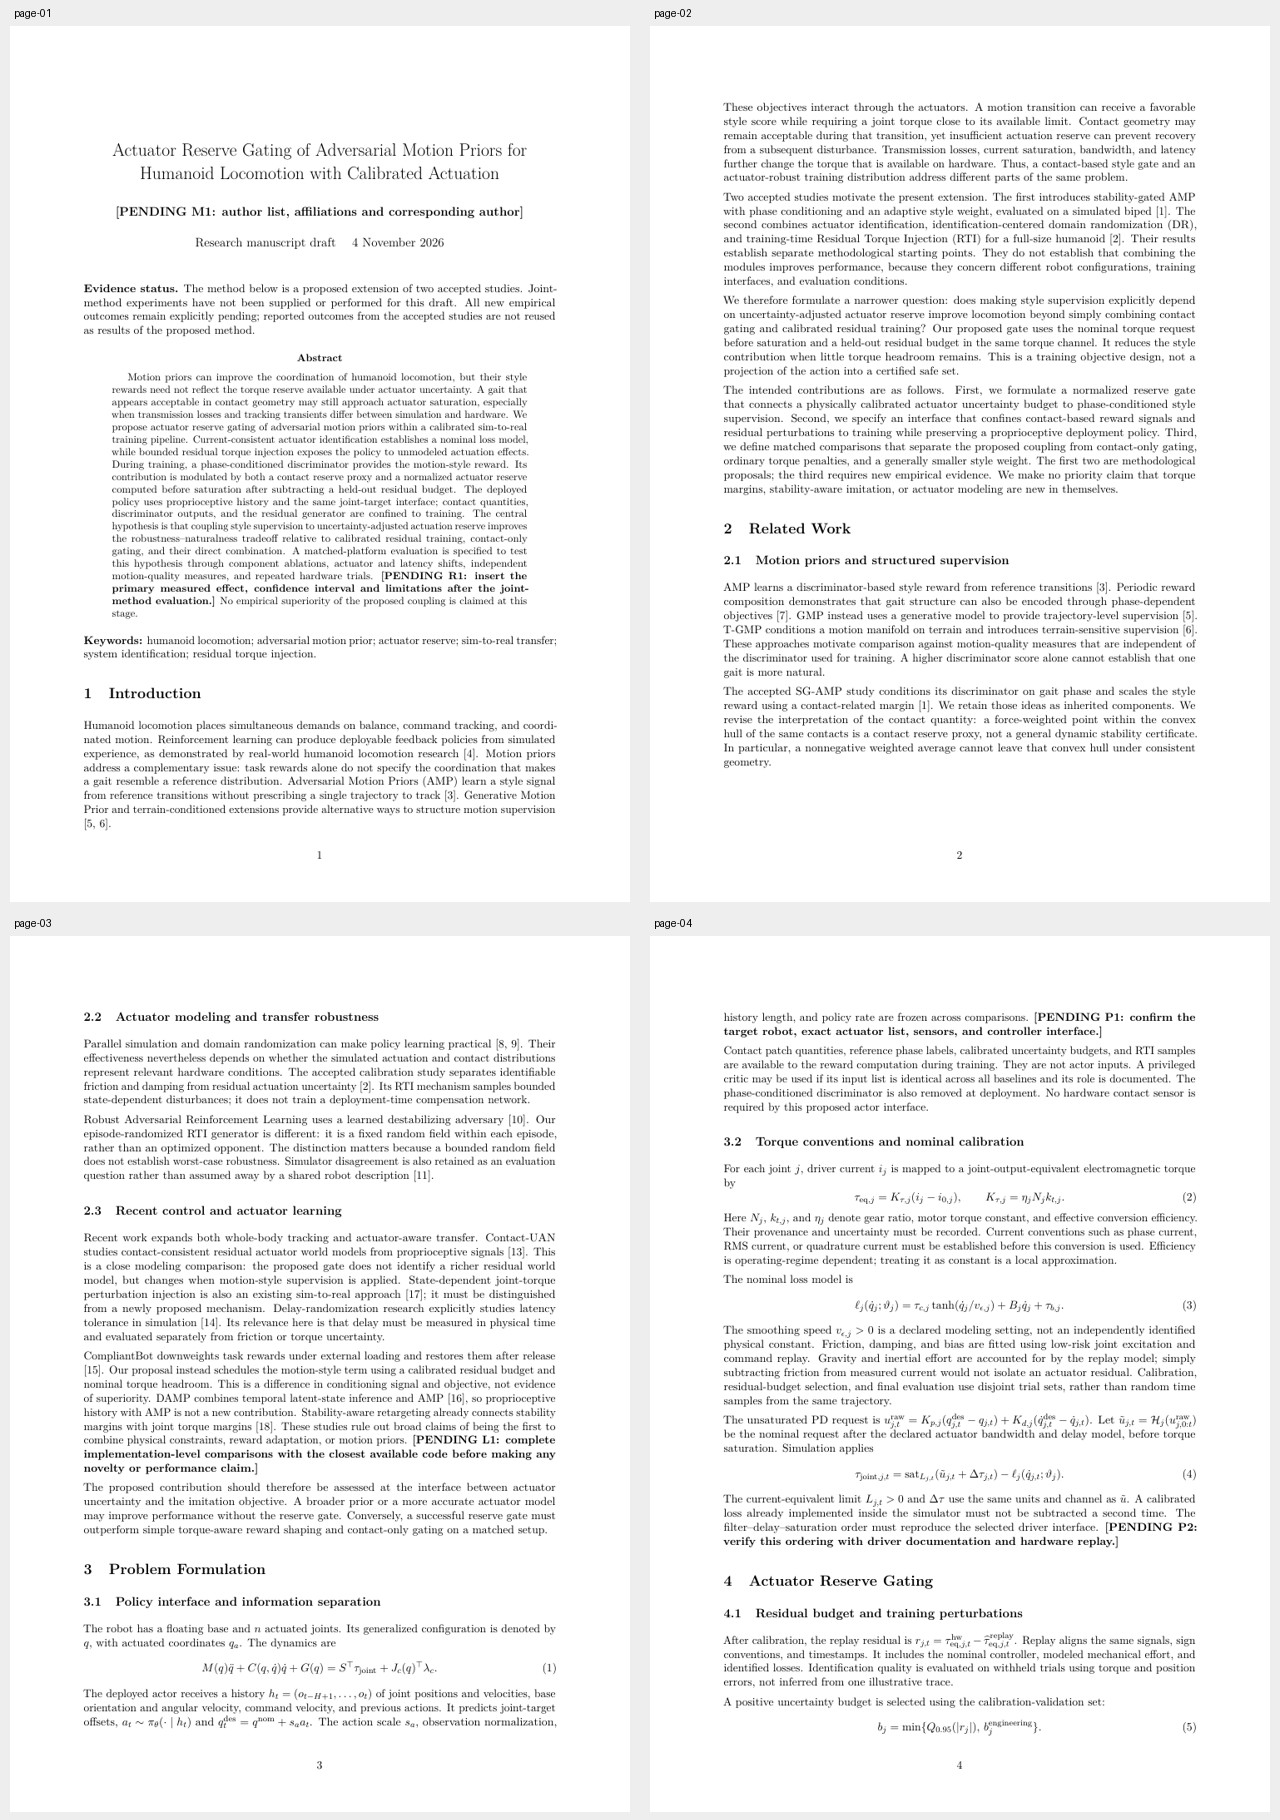 page-01
Actuator Reserve Gating of Adversarial Motion Priors for
Humanoid Locomotion with Calibrated Actuation
[PENDING M1: author list, affiliations and corresponding author]
Research manuscript draft 4 November 2026
Evidence status. The method below is a proposed extension of two accepted studies. Joint-
method experiments have not been supplied or performed for this draft. All new empirical
outcomes remain explicitly pending; reported outcomes from the accepted studies are not reused
as results of the proposed method.
Abstract
Motion priors can improve the coordination of humanoid locomotion, but their style
rewards need not reflect the torque reserve available under actuator uncertainty. A gait that
appears acceptable in contact geometry may still approach actuator saturation, especially
when transmission losses and tracking transients differ between simulation and hardware. We
propose actuator reserve gating of adversarial motion priors within a calibrated sim-to-real
training pipeline. Current-consistent actuator identification establishes a nominal loss model,
while bounded residual torque injection exposes the policy to unmodeled actuation effects.
During training, a phase-conditioned discriminator provides the motion-style reward. Its
contribution is modulated by both a contact reserve proxy and a normalized actuator reserve
computed before saturation after subtracting a held-out residual budget. The deployed
policy uses proprioceptive history and the same joint-target interface; contact quantities,
discriminator outputs, and the residual generator are confined to training. The central
hypothesis is that coupling style supervision to uncertainty-adjusted actuation reserve improves
the robustness–naturalness tradeoff relative to calibrated residual training, contact-only
gating, and their direct combination. A matched-platform evaluation is specified to test
this hypothesis through component ablations, actuator and latency shifts, independent
motion-quality measures, and repeated hardware trials. [PENDING R1: insert the
primary measured effect, confidence interval and limitations after the joint-
method evaluation.] No empirical superiority of the proposed coupling is claimed at this
stage.
Keywords: humanoid locomotion; adversarial motion prior; actuator reserve; sim-to-real transfer;
system identification; residual torque injection.
1 Introduction
Humanoid locomotion places simultaneous demands on balance, command tracking, and coordi-
nated motion. Reinforcement learning can produce deployable feedback policies from simulated
experience, as demonstrated by real-world humanoid locomotion research [4]. Motion priors
address a complementary issue: task rewards alone do not specify the coordination that makes
a gait resemble a reference distribution. Adversarial Motion Priors (AMP) learn a style signal
from reference transitions without prescribing a single trajectory to track [3]. Generative Motion
Prior and terrain-conditioned extensions provide alternative ways to structure motion supervision
[5, 6].
1
page-02
These objectives interact through the actuators. A motion transition can receive a favorable
style score while requiring a joint torque close to its available limit. Contact geometry may
remain acceptable during that transition, yet insufficient actuation reserve can prevent recovery
from a subsequent disturbance. Transmission losses, current saturation, bandwidth, and latency
further change the torque that is available on hardware. Thus, a contact-based style gate and an
actuator-robust training distribution address different parts of the same problem.
Two accepted studies motivate the present extension. The first introduces stability-gated AMP
with phase conditioning and an adaptive style weight, evaluated on a simulated biped [1]. The
second combines actuator identification, identification-centered domain randomization (DR),
and training-time Residual Torque Injection (RTI) for a full-size humanoid [2]. Their results
establish separate methodological starting points. They do not establish that combining the
modules improves performance, because they concern different robot configurations, training
interfaces, and evaluation conditions.
We therefore formulate a narrower question: does making style supervision explicitly depend
on uncertainty-adjusted actuator reserve improve locomotion beyond simply combining contact
gating and calibrated residual training? Our proposed gate uses the nominal torque request
before saturation and a held-out residual budget in the same torque channel. It reduces the style
contribution when little torque headroom remains. This is a training objective design, not a
projection of the action into a certified safe set.
The intended contributions are as follows. First, we formulate a normalized reserve gate
that connects a physically calibrated actuator uncertainty budget to phase-conditioned style
supervision. Second, we specify an interface that confines contact-based reward signals and
residual perturbations to training while preserving a proprioceptive deployment policy. Third,
we define matched comparisons that separate the proposed coupling from contact-only gating,
ordinary torque penalties, and a generally smaller style weight. The first two are methodological
proposals; the third requires new empirical evidence. We make no priority claim that torque
margins, stability-aware imitation, or actuator modeling are new in themselves.
2 Related Work
2.1 Motion priors and structured supervision
AMP learns a discriminator-based style reward from reference transitions [3]. Periodic reward
composition demonstrates that gait structure can also be encoded through phase-dependent
objectives [7]. GMP instead uses a generative model to provide trajectory-level supervision [5].
T-GMP conditions a motion manifold on terrain and introduces terrain-sensitive supervision [6].
These approaches motivate comparison against motion-quality measures that are independent of
the discriminator used for training. A higher discriminator score alone cannot establish that one
gait is more natural.
The accepted SG-AMP study conditions its discriminator on gait phase and scales the style
reward using a contact-related margin [1]. We retain those ideas as inherited components. We
revise the interpretation of the contact quantity: a force-weighted point within the convex
hull of the same contacts is a contact reserve proxy, not a general dynamic stability certificate.
In particular, a nonnegative weighted average cannot leave that convex hull under consistent
geometry.
2
page-03
2.2 Actuator modeling and transfer robustness
Parallel simulation and domain randomization can make policy learning practical [8, 9]. Their
effectiveness nevertheless depends on whether the simulated actuation and contact distributions
represent relevant hardware conditions. The accepted calibration study separates identifiable
friction and damping from residual actuation uncertainty [2]. Its RTI mechanism samples bounded
state-dependent disturbances; it does not train a deployment-time compensation network.
Robust Adversarial Reinforcement Learning uses a learned destabilizing adversary [10]. Our
episode-randomized RTI generator is different: it is a fixed random field within each episode,
rather than an optimized opponent. The distinction matters because a bounded random field
does not establish worst-case robustness. Simulator disagreement is also retained as an evaluation
question rather than assumed away by a shared robot description [11].
2.3 Recent control and actuator learning
Recent work expands both whole-body tracking and actuator-aware transfer. Contact-UAN
studies contact-consistent residual actuator world models from proprioceptive signals [13]. This
is a close modeling comparison: the proposed gate does not identify a richer residual world
model, but changes when motion-style supervision is applied. State-dependent joint-torque
perturbation injection is also an existing sim-to-real approach [17]; it must be distinguished
from a newly proposed mechanism. Delay-randomization research explicitly studies latency
tolerance in simulation [14]. Its relevance here is that delay must be measured in physical time
and evaluated separately from friction or torque uncertainty.
CompliantBot downweights task rewards under external loading and restores them after release
[15]. Our proposal instead schedules the motion-style term using a calibrated residual budget and
nominal torque headroom. This is a difference in conditioning signal and objective, not evidence
of superiority. DAMP combines temporal latent-state inference and AMP [16], so proprioceptive
history with AMP is not a new contribution. Stability-aware retargeting already connects stability
margins with joint torque margins [18]. These studies rule out broad claims of being the first to
combine physical constraints, reward adaptation, or motion priors. [PENDING L1: complete
implementation-level comparisons with the closest available code before making any
novelty or performance claim.]
The proposed contribution should therefore be assessed at the interface between actuator
uncertainty and the imitation objective. A broader prior or a more accurate actuator model
may improve performance without the reserve gate. Conversely, a successful reserve gate must
outperform simple torque-aware reward shaping and contact-only gating on a matched setup.
3 Problem Formulation
3.1 Policy interface and information separation
The robot has a floating base and n actuated joints. Its generalized configuration is denoted by
q, with actuated coordinates qₐ. The dynamics are
M(q)q̈ + C(q, q̇)q̇ + G(q) = S^⊤τ_joint + J_c(q)^⊤λ_c. (1)
The deployed actor receives a history h_t = (o_{t−H+1}, . . . , o_t) of joint positions and velocities, base
orientation and angular velocity, command velocity, and previous actions. It predicts joint-target
offsets, a_t ∼ π_θ(· | h_t) and q_t^des = q^nom + s_a a_t. The action scale s_a, observation normalization,
3
page-04
history length, and policy rate are frozen across comparisons. [PENDING P1: confirm the
target robot, exact actuator list, sensors, and controller interface.]
Contact patch quantities, reference phase labels, calibrated uncertainty budgets, and RTI samples
are available to the reward computation during training. They are not actor inputs. A privileged
critic may be used if its input list is identical across all baselines and its role is documented. The
phase-conditioned discriminator is also removed at deployment. No hardware contact sensor is
required by this proposed actor interface.
3.2 Torque conventions and nominal calibration
For each joint j, driver current i_j is mapped to a joint-output-equivalent electromagnetic torque
by
τ_{eq,j} = K_{τ,j}(i_j − i_{0,j}), K_{τ,j} = η_j N_j k_{t,j}. (2)
Here N_j, k_{t,j}, and η_j denote gear ratio, motor torque constant, and effective conversion efficiency.
Their provenance and uncertainty must be recorded. Current conventions such as phase current,
RMS current, or quadrature current must be established before this conversion is used. Efficiency
is operating-regime dependent; treating it as constant is a local approximation.
The nominal loss model is
ℓ_j(q̇_j; ϑ_j) = τ_{c,j} tanh(q̇_j/v_{ϵ,j}) + B_j q̇_j + τ_{b,j}. (3)
The smoothing speed v_{ϵ,j} > 0 is a declared modeling setting, not an independently identified
physical constant. Friction, damping, and bias are fitted using low-risk joint excitation and
command replay. Gravity and inertial effort are accounted for by the replay model; simply
subtracting friction from measured current would not isolate an actuator residual. Calibration,
residual-budget selection, and final evaluation use disjoint trial sets, rather than random time
samples from the same trajectory.
The unsaturated PD request is u_{j,t}^raw = K_{p,j}(q_{j,t}^des − q_{j,t}) + K_{d,j}(q̇_{j,t}^des − q̇_{j,t}). Let ũ_{j,t} = H_j(u_{j,0:t}^raw)
be the nominal request after the declared actuator bandwidth and delay model, before torque
saturation. Simulation applies
τ_{joint,j,t} = sat_{L_{j,t}}(ũ_{j,t} + Δτ_{j,t}) − ℓ_j(q̇_{j,t}; ϑ_j). (4)
The current-equivalent limit L_{j,t} > 0 and Δτ use the same units and channel as ũ. A calibrated
loss already implemented inside the simulator must not be subtracted a second time. The
filter–delay–saturation order must reproduce the selected driver interface. [PENDING P2:
verify this ordering with driver documentation and hardware replay.]
4 Actuator Reserve Gating
4.1 Residual budget and training perturbations
After calibration, the replay residual is r_{j,t} = τ_{eq,j,t}^hw − τ̂_{eq,j,t}^replay. Replay aligns the same signals, sign
conventions, and timestamps. It includes the nominal controller, modeled mechanical effort, and
identified losses. Identification quality is evaluated on withheld trials using torque and position
errors, not inferred from one illustrative trace.
A positive uncertainty budget is selected using the calibration-validation set:
b_j = min{Q_{0.95}(|r_j|), b_j^engineering}. (5)
4